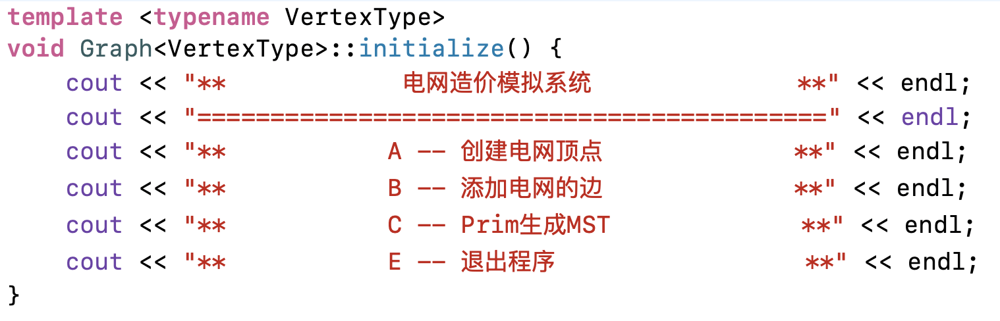 template <typename VertexType>
void Graph<VertexType>::initialize() {
    cout << "**            电网造价模拟系统              **" << endl;
    cout << "===========================================" << endl;
    cout << "**           A -- 创建电网顶点             **" << endl;
    cout << "**           B -- 添加电网的边             **" << endl;
    cout << "**           C -- Prim生成MST             **" << endl;
    cout << "**           E -- 退出程序                 **" << endl;
}